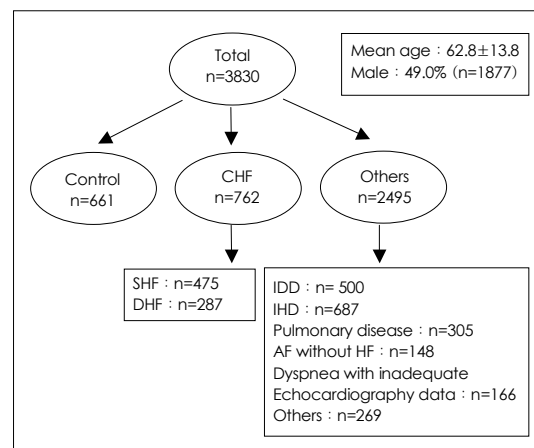 Total
n=3830
Mean age : 62.8±13.8
Male : 49.0% (n=1877)
Control
n=661
CHF
n=762
Others
n=2495
SHF : n=475
DHF : n=287
IDD : n= 500
IHD : n=687
Pulmonary disease : n=305
AF without HF : n=148
Dyspnea with inadequate
Echocardiography data : n=166
Others : n=269